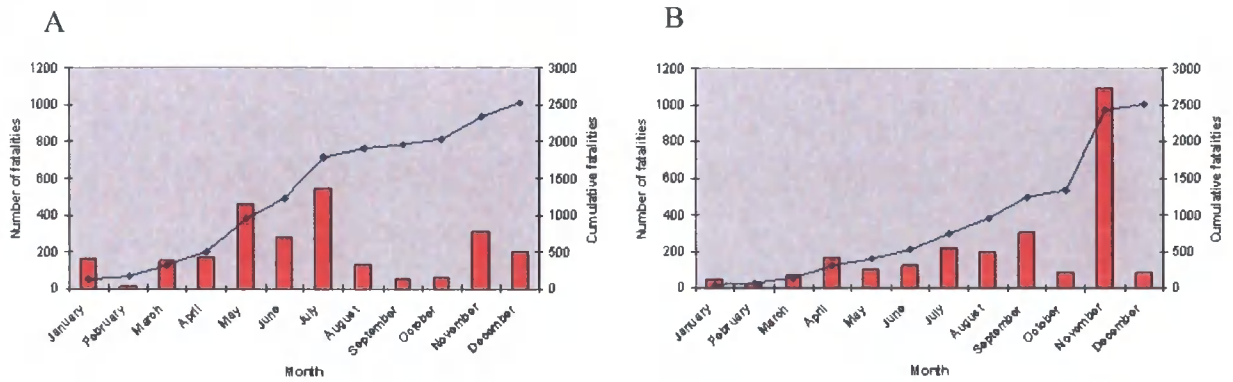 A
1200
1000
800
600
400
200
0
Number of fatalities
3000
2500
2000
1500
1000
500
0
Cumulative fatalities
January
February
March
April
May
June
July
August
September
October
November
December
Month
B
1200
1000
800
600
400
200
0
Number of fatalities
3000
2500
2000
1500
1000
500
0
Cumulative fatalities
January
February
March
April
May
June
July
August
September
October
November
December
Month